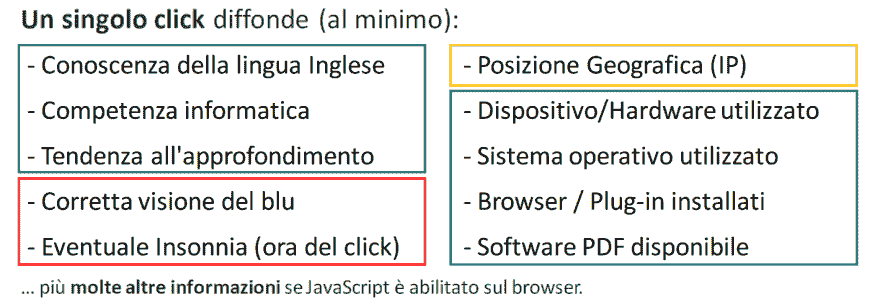 Un singolo click diffonde (al minimo):
- Conoscenza della lingua Inglese
- Competenza informatica
- Tendenza all'approfondimento
- Corretta visione del blu
- Eventuale Insonnia (ora del click)
- Posizione Geografica (IP)
- Dispositivo/Hardware utilizzato
- Sistema operativo utilizzato
- Browser / Plug-in installati
- Software PDF disponibile
... più molte altre informazioni se JavaScript è abilitato sul browser.